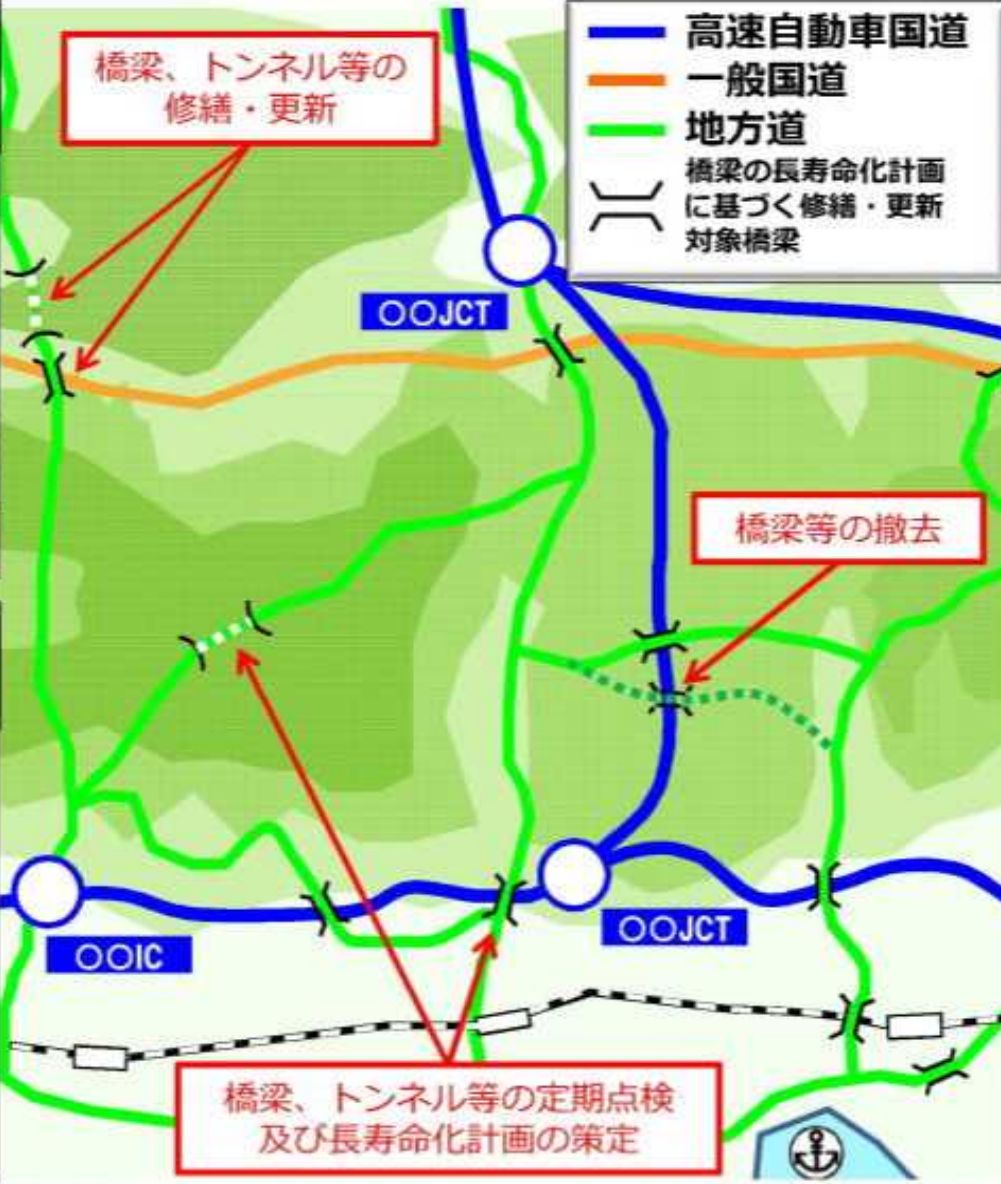 橋梁、トンネル等の
修繕・更新
高速自動車国道
一般国道
地方道
橋梁の長寿命化計画
に基づく修繕・更新
対象橋梁
○○JCT
橋梁等の撤去
○○IC
○○JCT
橋梁、トンネル等の定期点検
及び長寿命化計画の策定